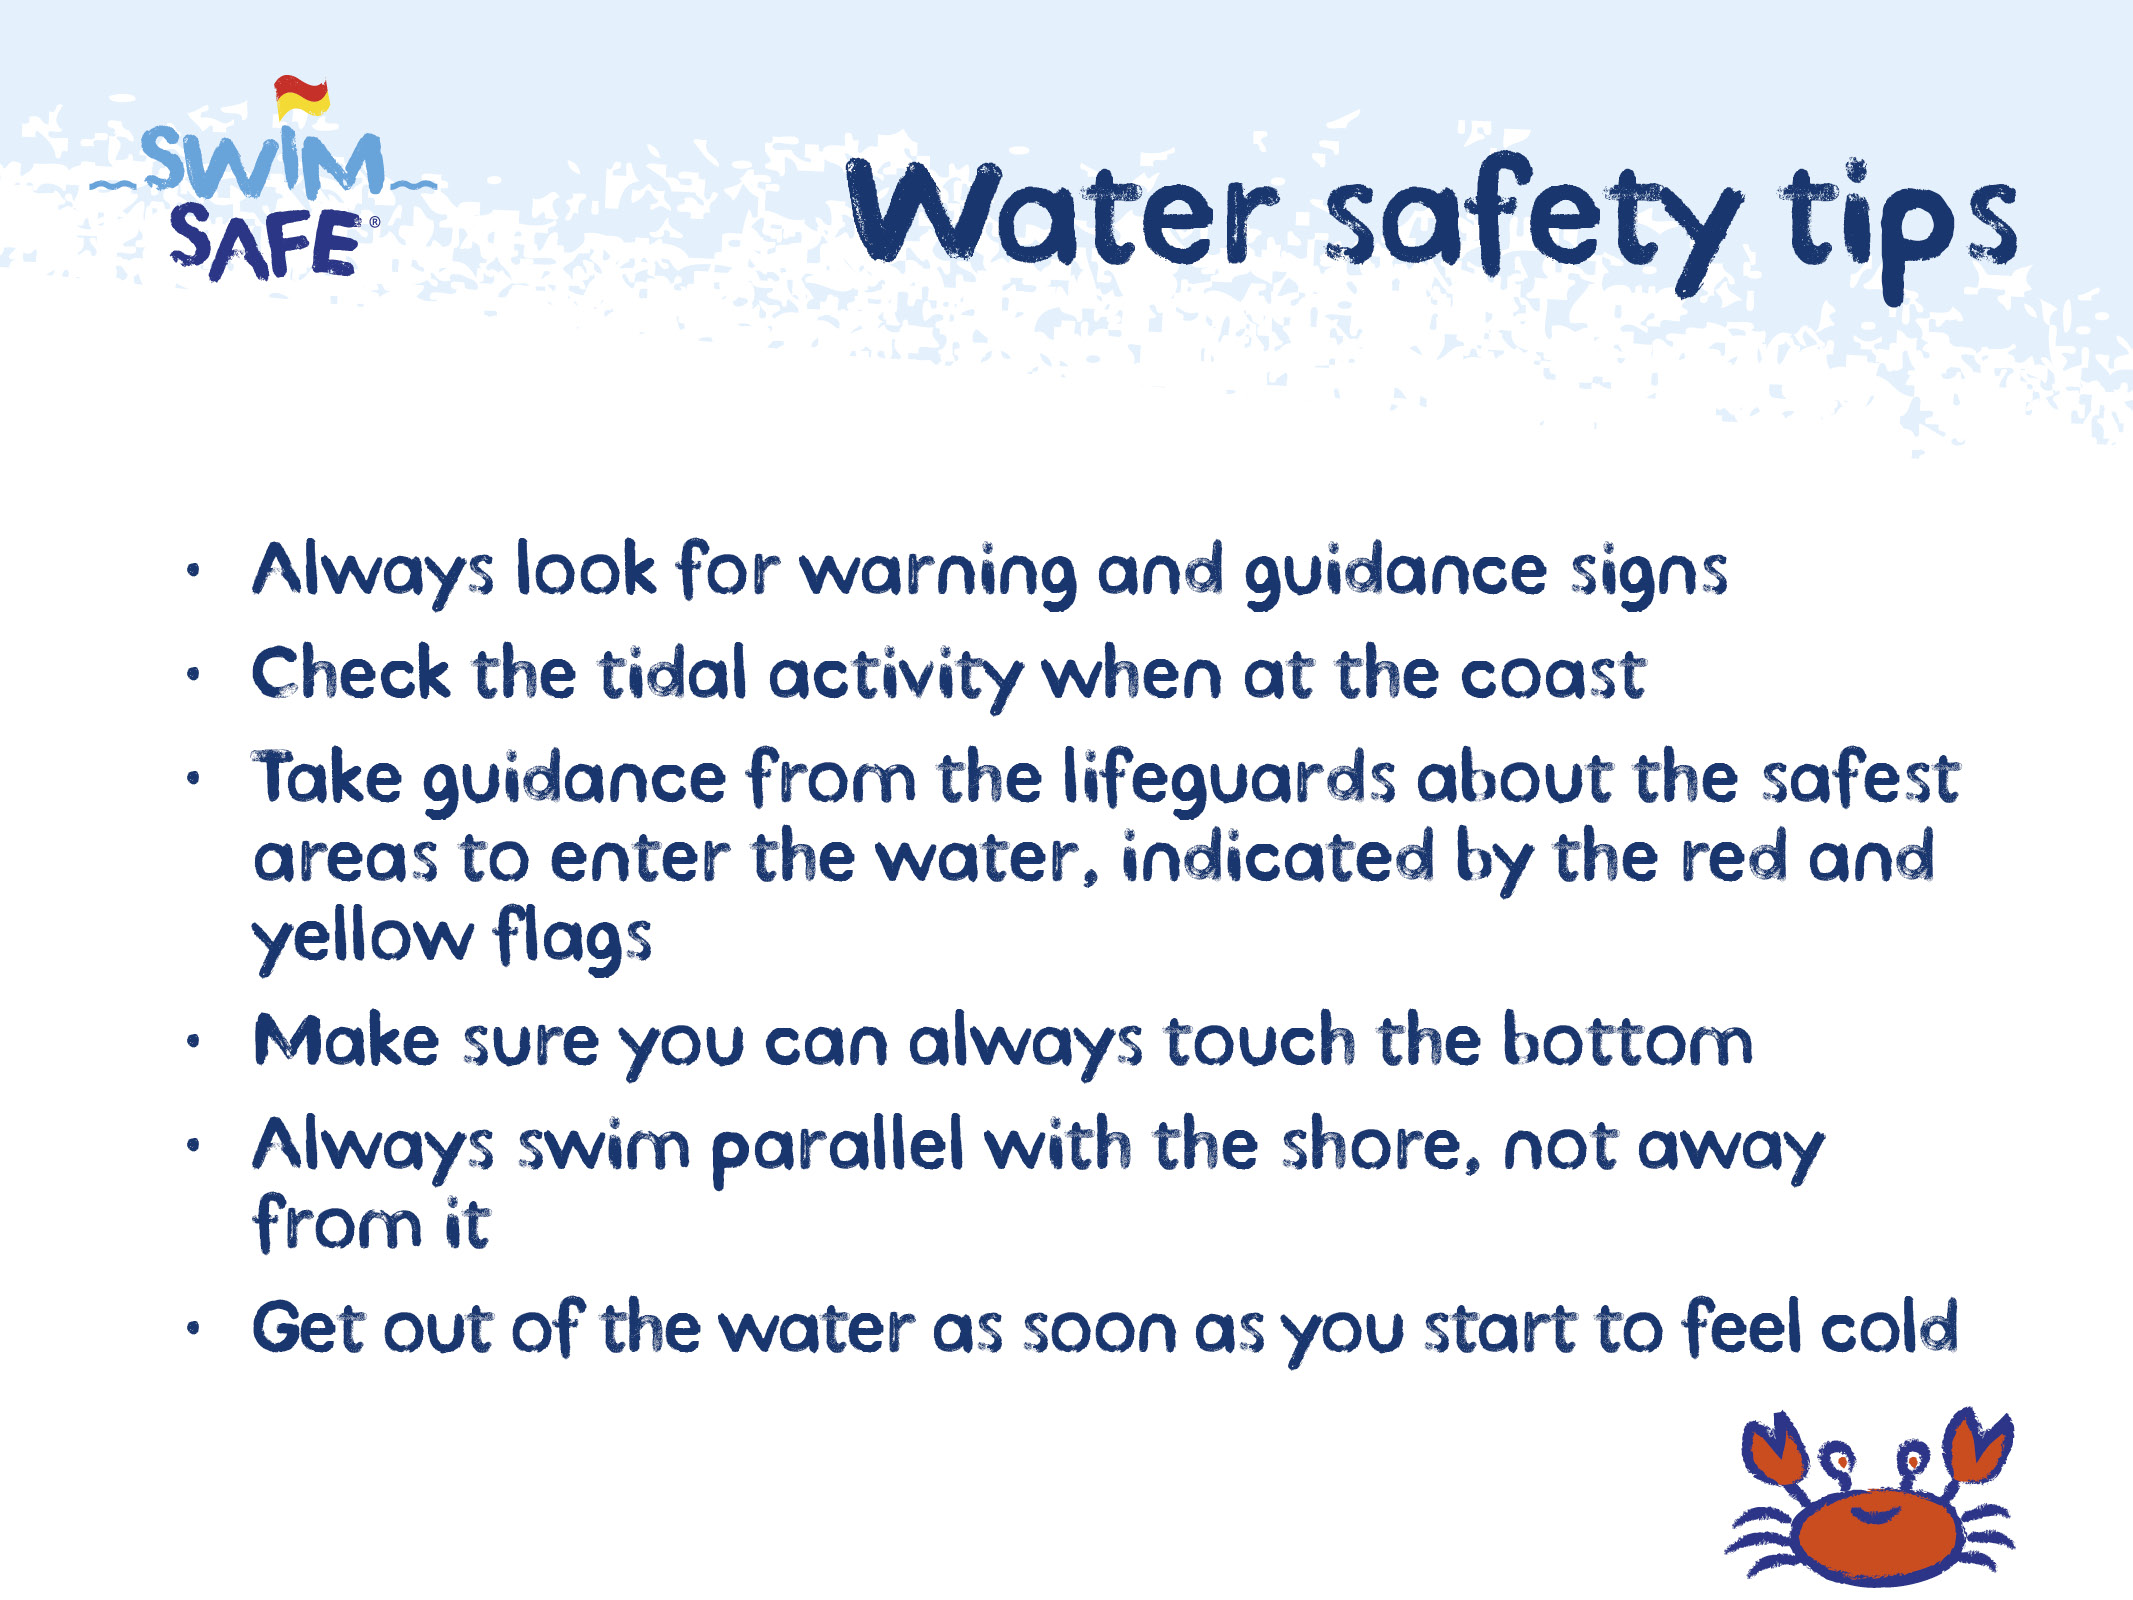 SWIM
SAFE®
Water safety tips
• Always look for warning and guidance signs
• Check the tidal activity when at the coast
• Take guidance from the lifeguards about the safest
areas to enter the water, indicated by the red and
yellow flags
• Make sure you can always touch the bottom
• Always swim parallel with the shore, not away
from it
• Get out of the water as soon as you start to feel cold